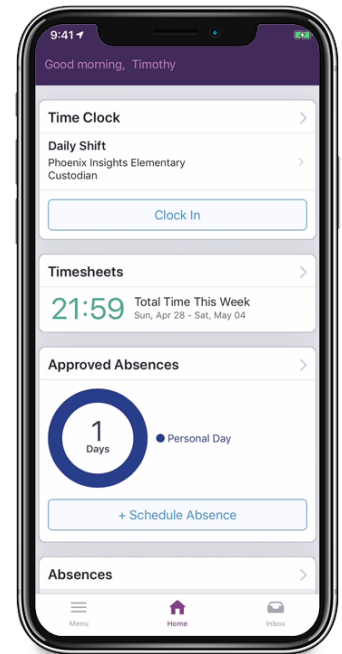 9:41
Good morning, Timothy
Time Clock
Daily Shift
Phoenix Insights Elementary
Custodian
Clock In
Timesheets
21:59
Total Time This Week
Sun, Apr 28 - Sat, May 04
Approved Absences
1
Days
Personal Day
+ Schedule Absence
Absences
Menu
Home
Inbox